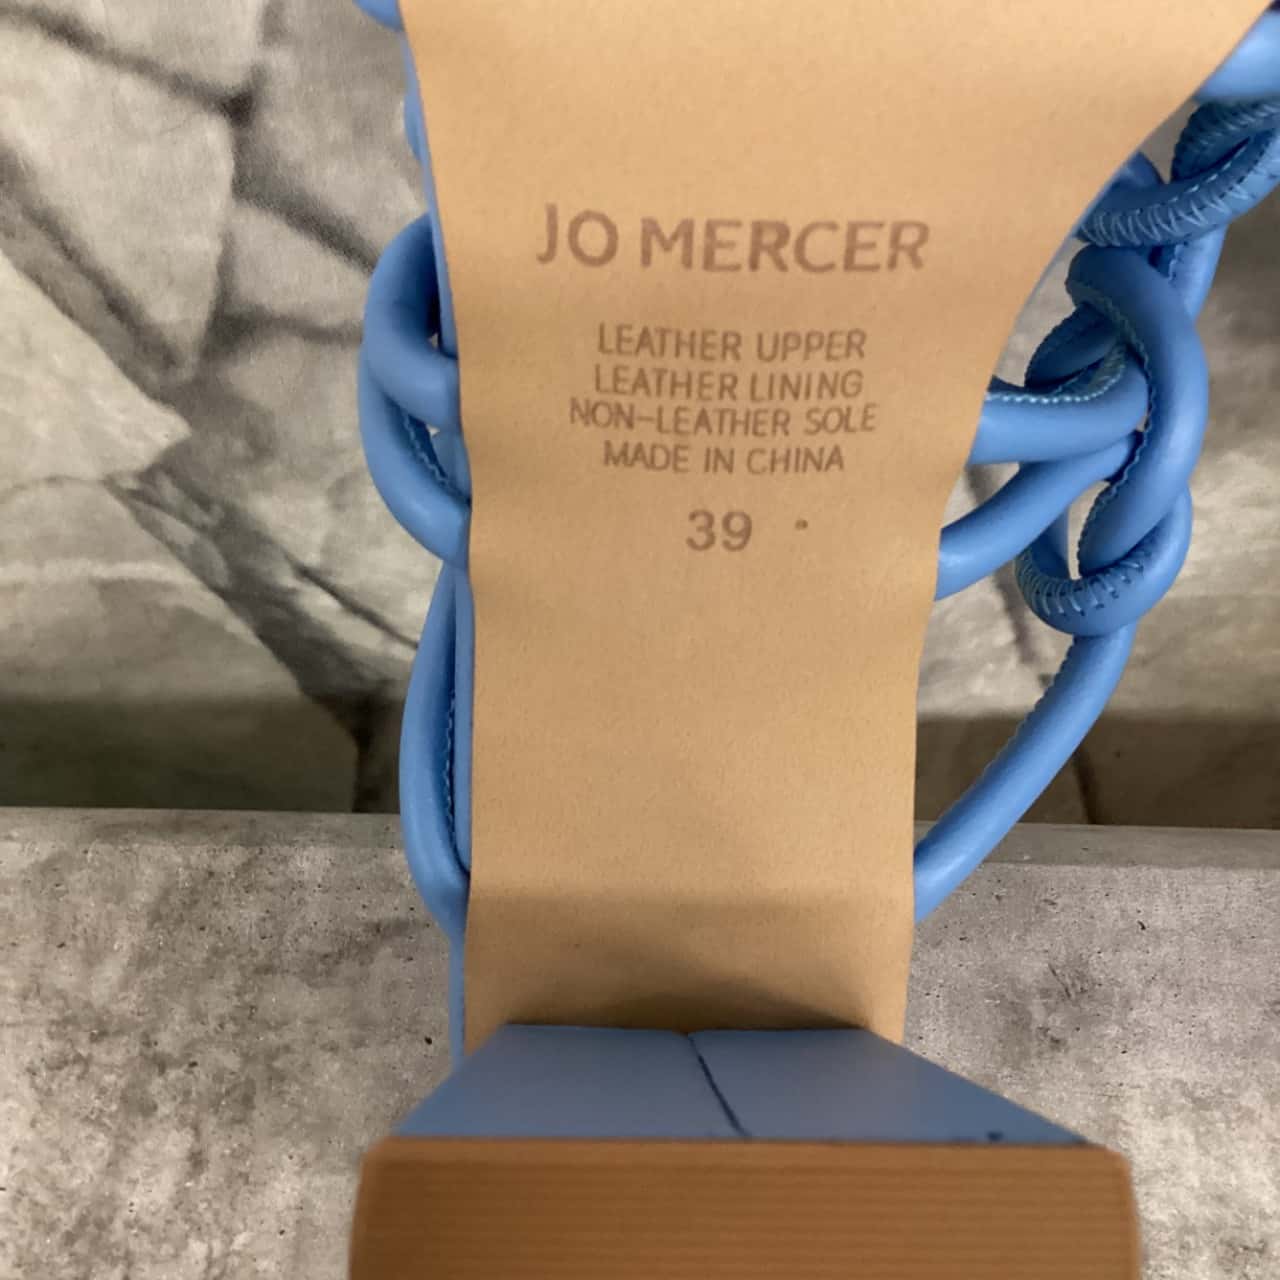 JO MERCER
LEATHER UPPER
LEATHER LINING
NON-LEATHER SOLE
MADE IN CHINA
39